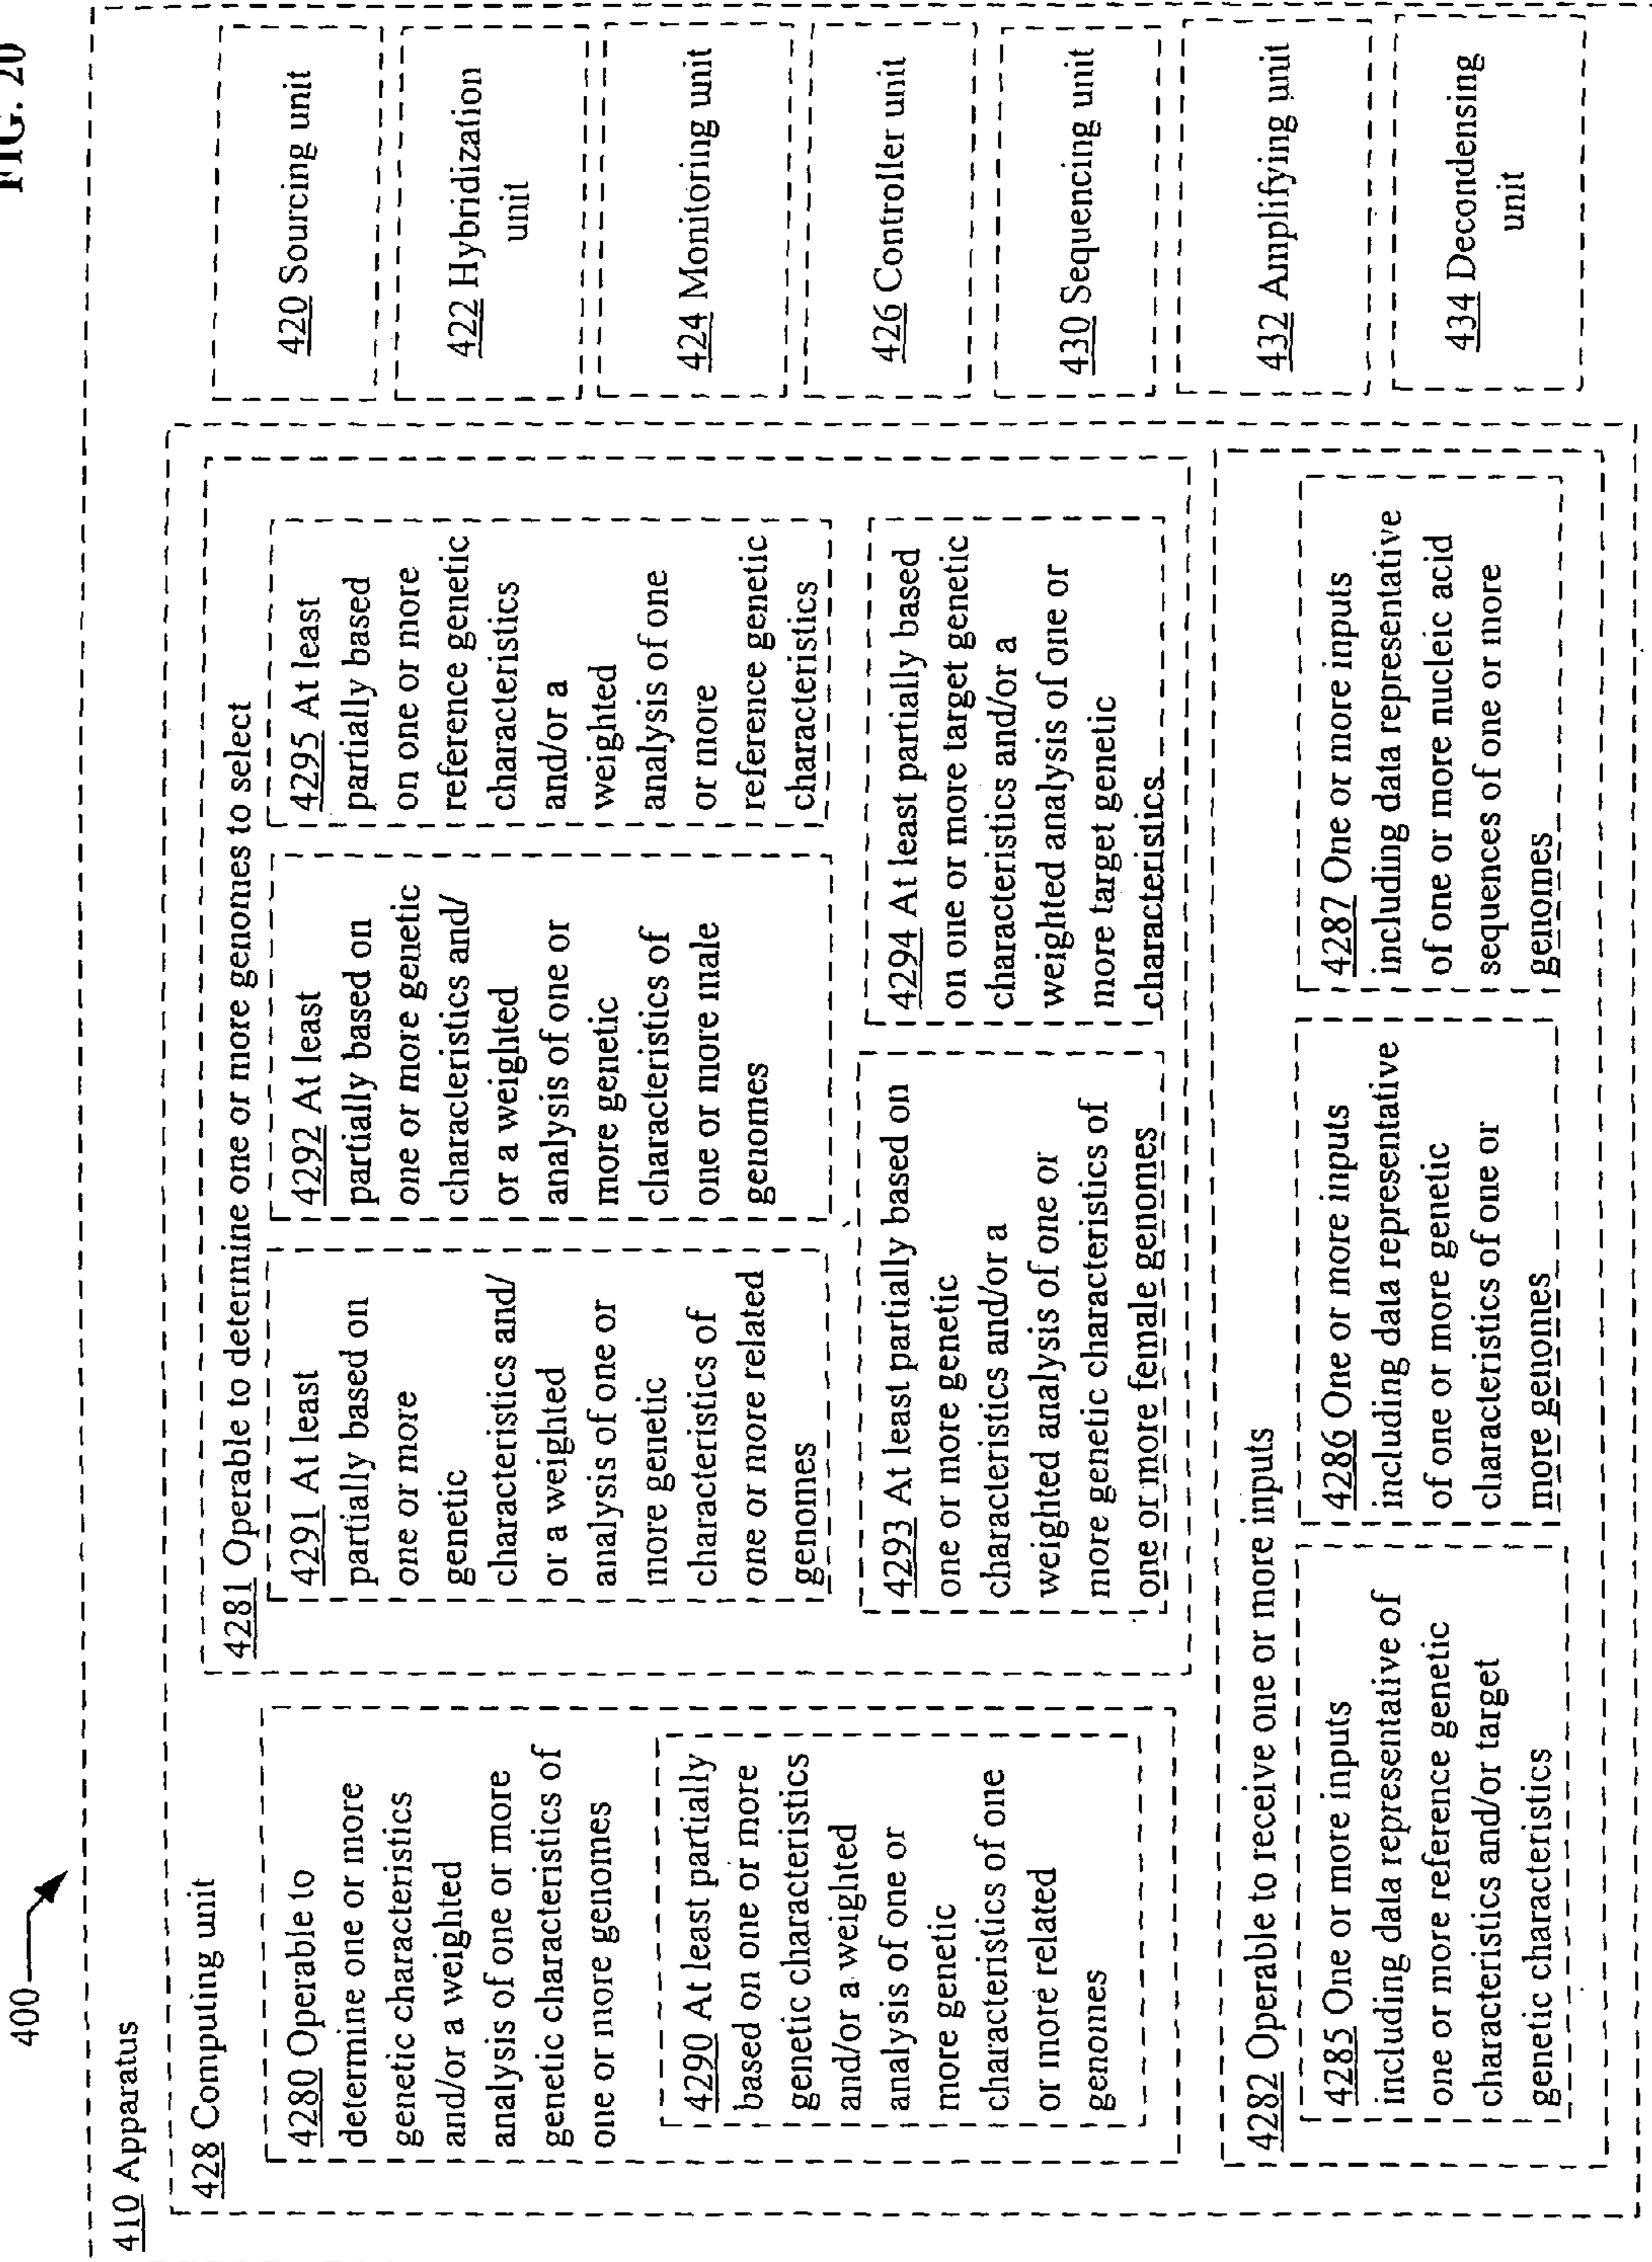 FIG. 20
400
410 Apparatus
428 Computing unit
4280 Operable to
determine one or more
genetic characteristics
and/or a weighted
analysis of one or more
genetic characteristics of
one or more genomes
4290 At least partially
based on one or more
genetic characteristics
and/or a weighted
analysis of one or
more genetic
characteristics of one
or more related
genomes
4281 Operable to determine one or more genomes to select
4291 At least
partially based on
one or more
genetic
characteristics and/
or a weighted
analysis of one or
more genetic
characteristics of
one or more related
genomes
4292 At least
partially based on
one or more genetic
characteristics and/
or a weighted
analysis of one or
more genetic
characteristics of
one or more male
genomes
4295 At least
partially based
on one or more
reference genetic
characteristics
and/or a
weighted
analysis of one
or more
reference genetic
characteristics
4293 At least partially based on
one or more genetic
characteristics and/or a
weighted analysis of one or
more genetic characteristics of
one or more female genomes
4294 At least partially based
on one or more target genetic
characteristics and/or a
weighted analysis of one or
more target genetic
characteristics
4282 Operable to receive one or more inputs
4285 One or more inputs
including data representative of
one or more reference genetic
characteristics and/or target
genetic characteristics
4286 One or more inputs
including data representative
of one or more genetic
characteristics of one or
more genomes
4287 One or more inputs
including data representative
of one or more nucleic acid
sequences of one or more
genomes
420 Sourcing unit
422 Hybridization
unit
424 Monitoring unit
426 Controller unit
430 Sequencing unit
432 Amplifying unit
434 Decondensing
unit